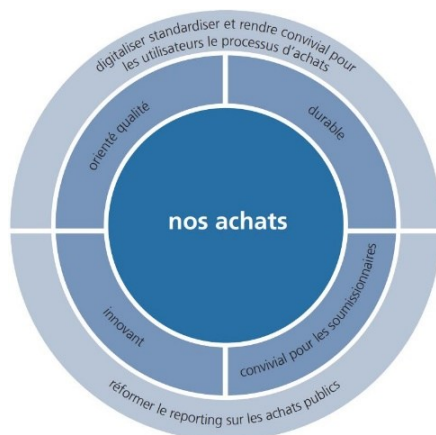 digitaliser standardiser et rendre convivial pour
les utilisateurs le processus d'achats
orienté qualité
durable
nos achats
innovant
convivial pour les soumissionnaires
réformer le reporting sur les achats publics